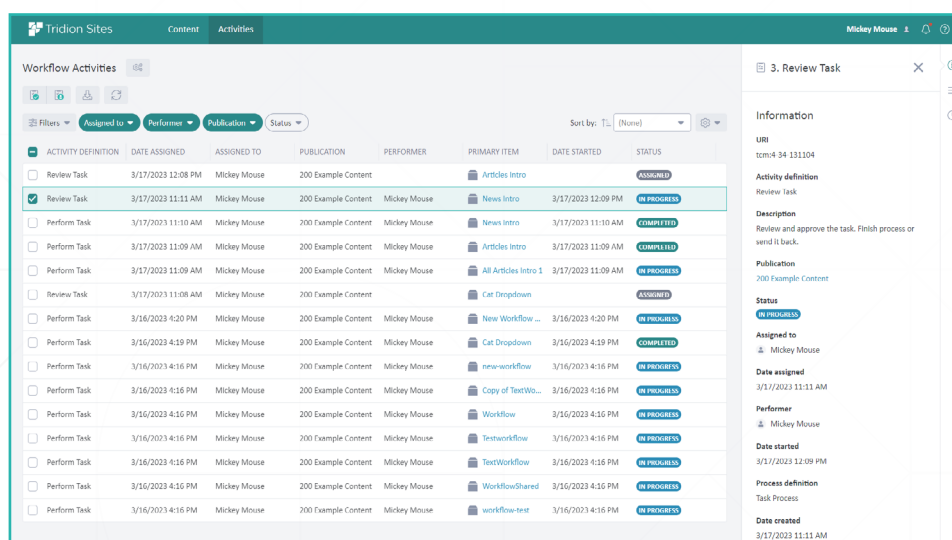 Tridion Sites Content Activities Mickey Mouse
Workflow Activities
Filters Assigned to Performer Publication Status Sort by: (None)
ACTIVITY DEFINITION DATE ASSIGNED ASSIGNED TO PUBLICATION PERFORMER PRIMARY ITEM DATE STARTED STATUS
Review Task 3/17/2023 12:08 PM Mickey Mouse 200 Example Content Articles Intro ASSIGNED
Review Task 3/17/2023 11:11 AM Mickey Mouse 200 Example Content Mickey Mouse News Intro 3/17/2023 12:09 PM IN PROGRESS
Perform Task 3/17/2023 11:10 AM Mickey Mouse 200 Example Content Mickey Mouse News Intro 3/17/2023 11:10 AM COMPLETED
Perform Task 3/17/2023 11:09 AM Mickey Mouse 200 Example Content Mickey Mouse Articles Intro 3/17/2023 11:09 AM COMPLETED
Perform Task 3/17/2023 11:09 AM Mickey Mouse 200 Example Content Mickey Mouse All Articles Intro 1 3/17/2023 11:09 AM IN PROGRESS
Review Task 3/17/2023 11:08 AM Mickey Mouse 200 Example Content Cat Dropdown ASSIGNED
Perform Task 3/16/2023 4:20 PM Mickey Mouse 200 Example Content Mickey Mouse New Workflow ... 3/16/2023 4:20 PM IN PROGRESS
Perform Task 3/16/2023 4:19 PM Mickey Mouse 200 Example Content Mickey Mouse Cat Dropdown 3/16/2023 4:19 PM COMPLETED
Perform Task 3/16/2023 4:16 PM Mickey Mouse 200 Example Content Mickey Mouse new-workflow 3/16/2023 4:16 PM IN PROGRESS
Perform Task 3/16/2023 4:16 PM Mickey Mouse 200 Example Content Mickey Mouse Copy of TextWo... 3/16/2023 4:16 PM IN PROGRESS
Perform Task 3/16/2023 4:16 PM Mickey Mouse 200 Example Content Mickey Mouse Workflow 3/16/2023 4:16 PM IN PROGRESS
Perform Task 3/16/2023 4:16 PM Mickey Mouse 200 Example Content Mickey Mouse Testworkflow 3/16/2023 4:16 PM IN PROGRESS
Perform Task 3/16/2023 4:16 PM Mickey Mouse 200 Example Content Mickey Mouse TextWorkflow 3/16/2023 4:16 PM IN PROGRESS
Perform Task 3/16/2023 4:16 PM Mickey Mouse 200 Example Content Mickey Mouse WorkflowShared 3/16/2023 4:16 PM IN PROGRESS
Perform Task 3/16/2023 4:16 PM Mickey Mouse 200 Example Content Mickey Mouse workflow-test 3/16/2023 4:16 PM IN PROGRESS
3. Review Task
Information
URI
tcm:4-34-131104
Activity definition
Review Task
Description
Review and approve the task. Finish process or
send it back.
Publication
200 Example Content
Status
IN PROGRESS
Assigned to
Mickey Mouse
Date assigned
3/17/2023 11:11 AM
Performer
Mickey Mouse
Date started
3/17/2023 12:09 PM
Process definition
Task Process
Date created
3/17/2023 11:11 AM